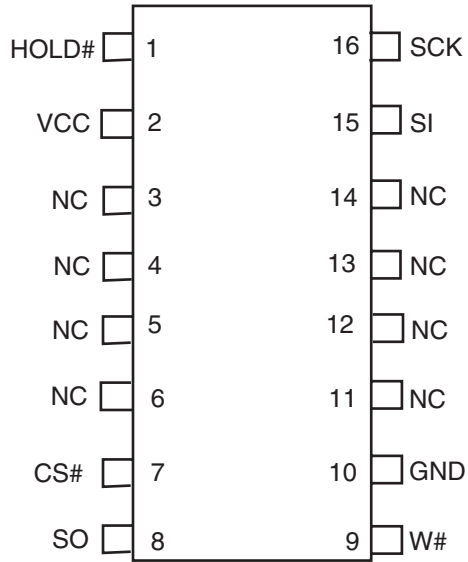 HOLD# 1 16 SCK
VCC 2 15 SI
NC 3 14 NC
NC 4 13 NC
NC 5 12 NC
NC 6 11 NC
CS# 7 10 GND
SO 8 9 W#